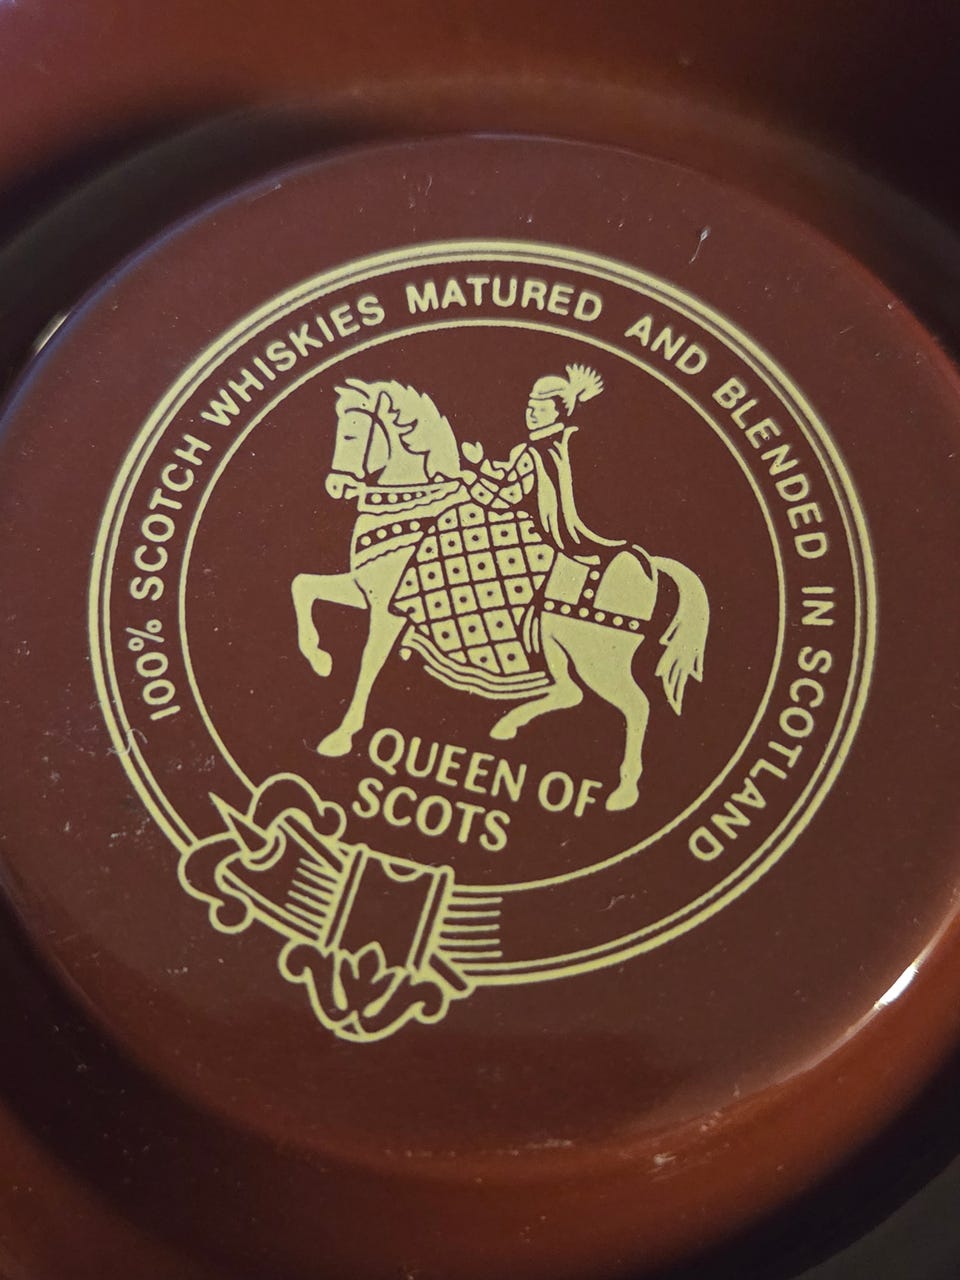 100% SCOTCH WHISKIES MATURED AND BLENDED IN SCOTLAND
QUEEN OF
SCOTS